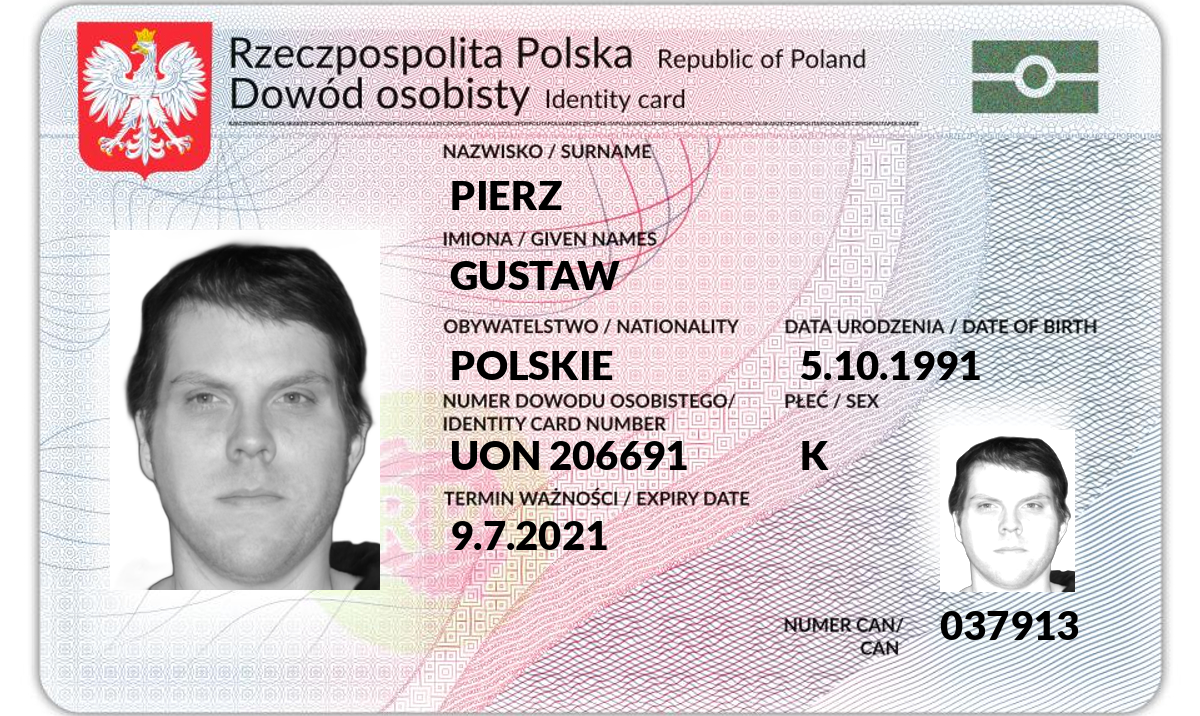 Rzeczpospolita Polska Republic of Poland
Dowód osobisty Identity card
NAZWISKO / SURNAME
PIERZ
IMIONA / GIVEN NAMES
GUSTAW
OBYWATELSTWO / NATIONALITY DATA URODZENIA / DATE OF BIRTH
POLSKIE 5.10.1991
NUMER DOWODU OSOBISTEGO/ PŁEĆ / SEX
IDENTITY CARD NUMBER
UON 206691 K
TERMIN WAŻNOŚCI / EXPIRY DATE
9.7.2021
NUMER CAN/ 037913
CAN